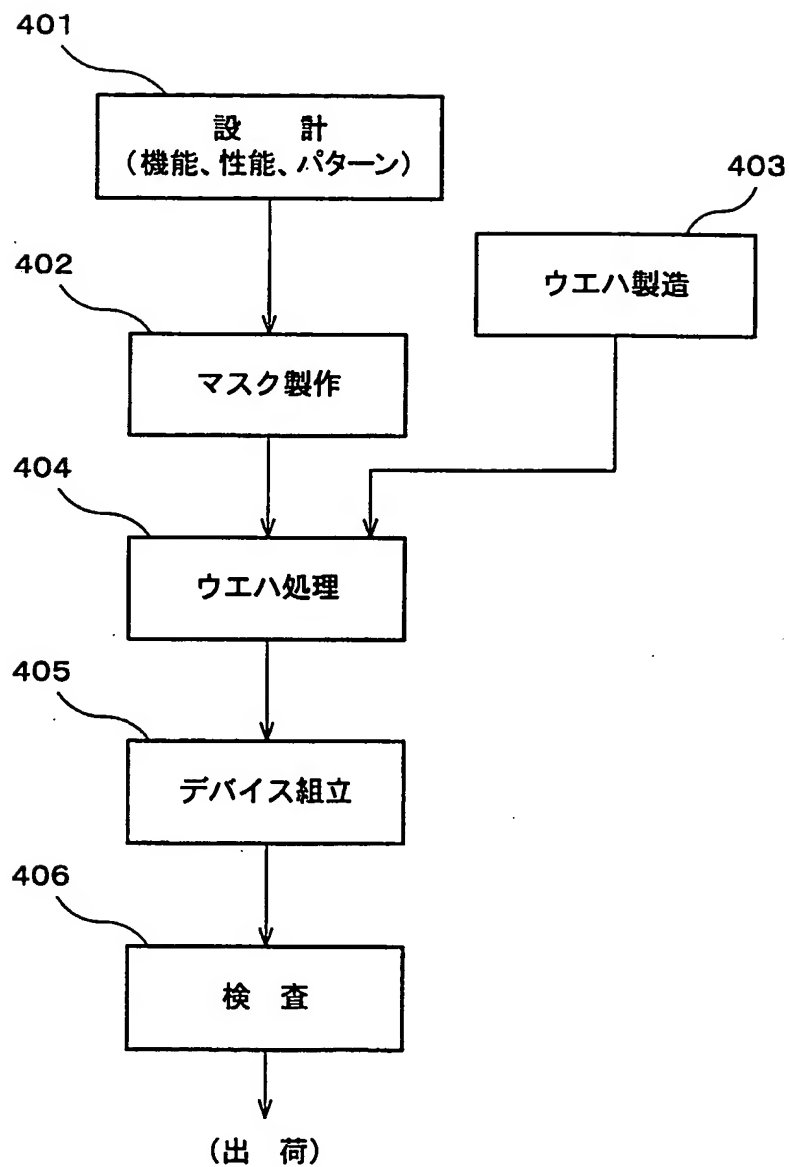 401
設 計
(機能、性能、パターン)
403
ウエハ製造
402
マスク製作
404
ウエハ処理
405
デバイス組立
406
検 査
(出 荷)